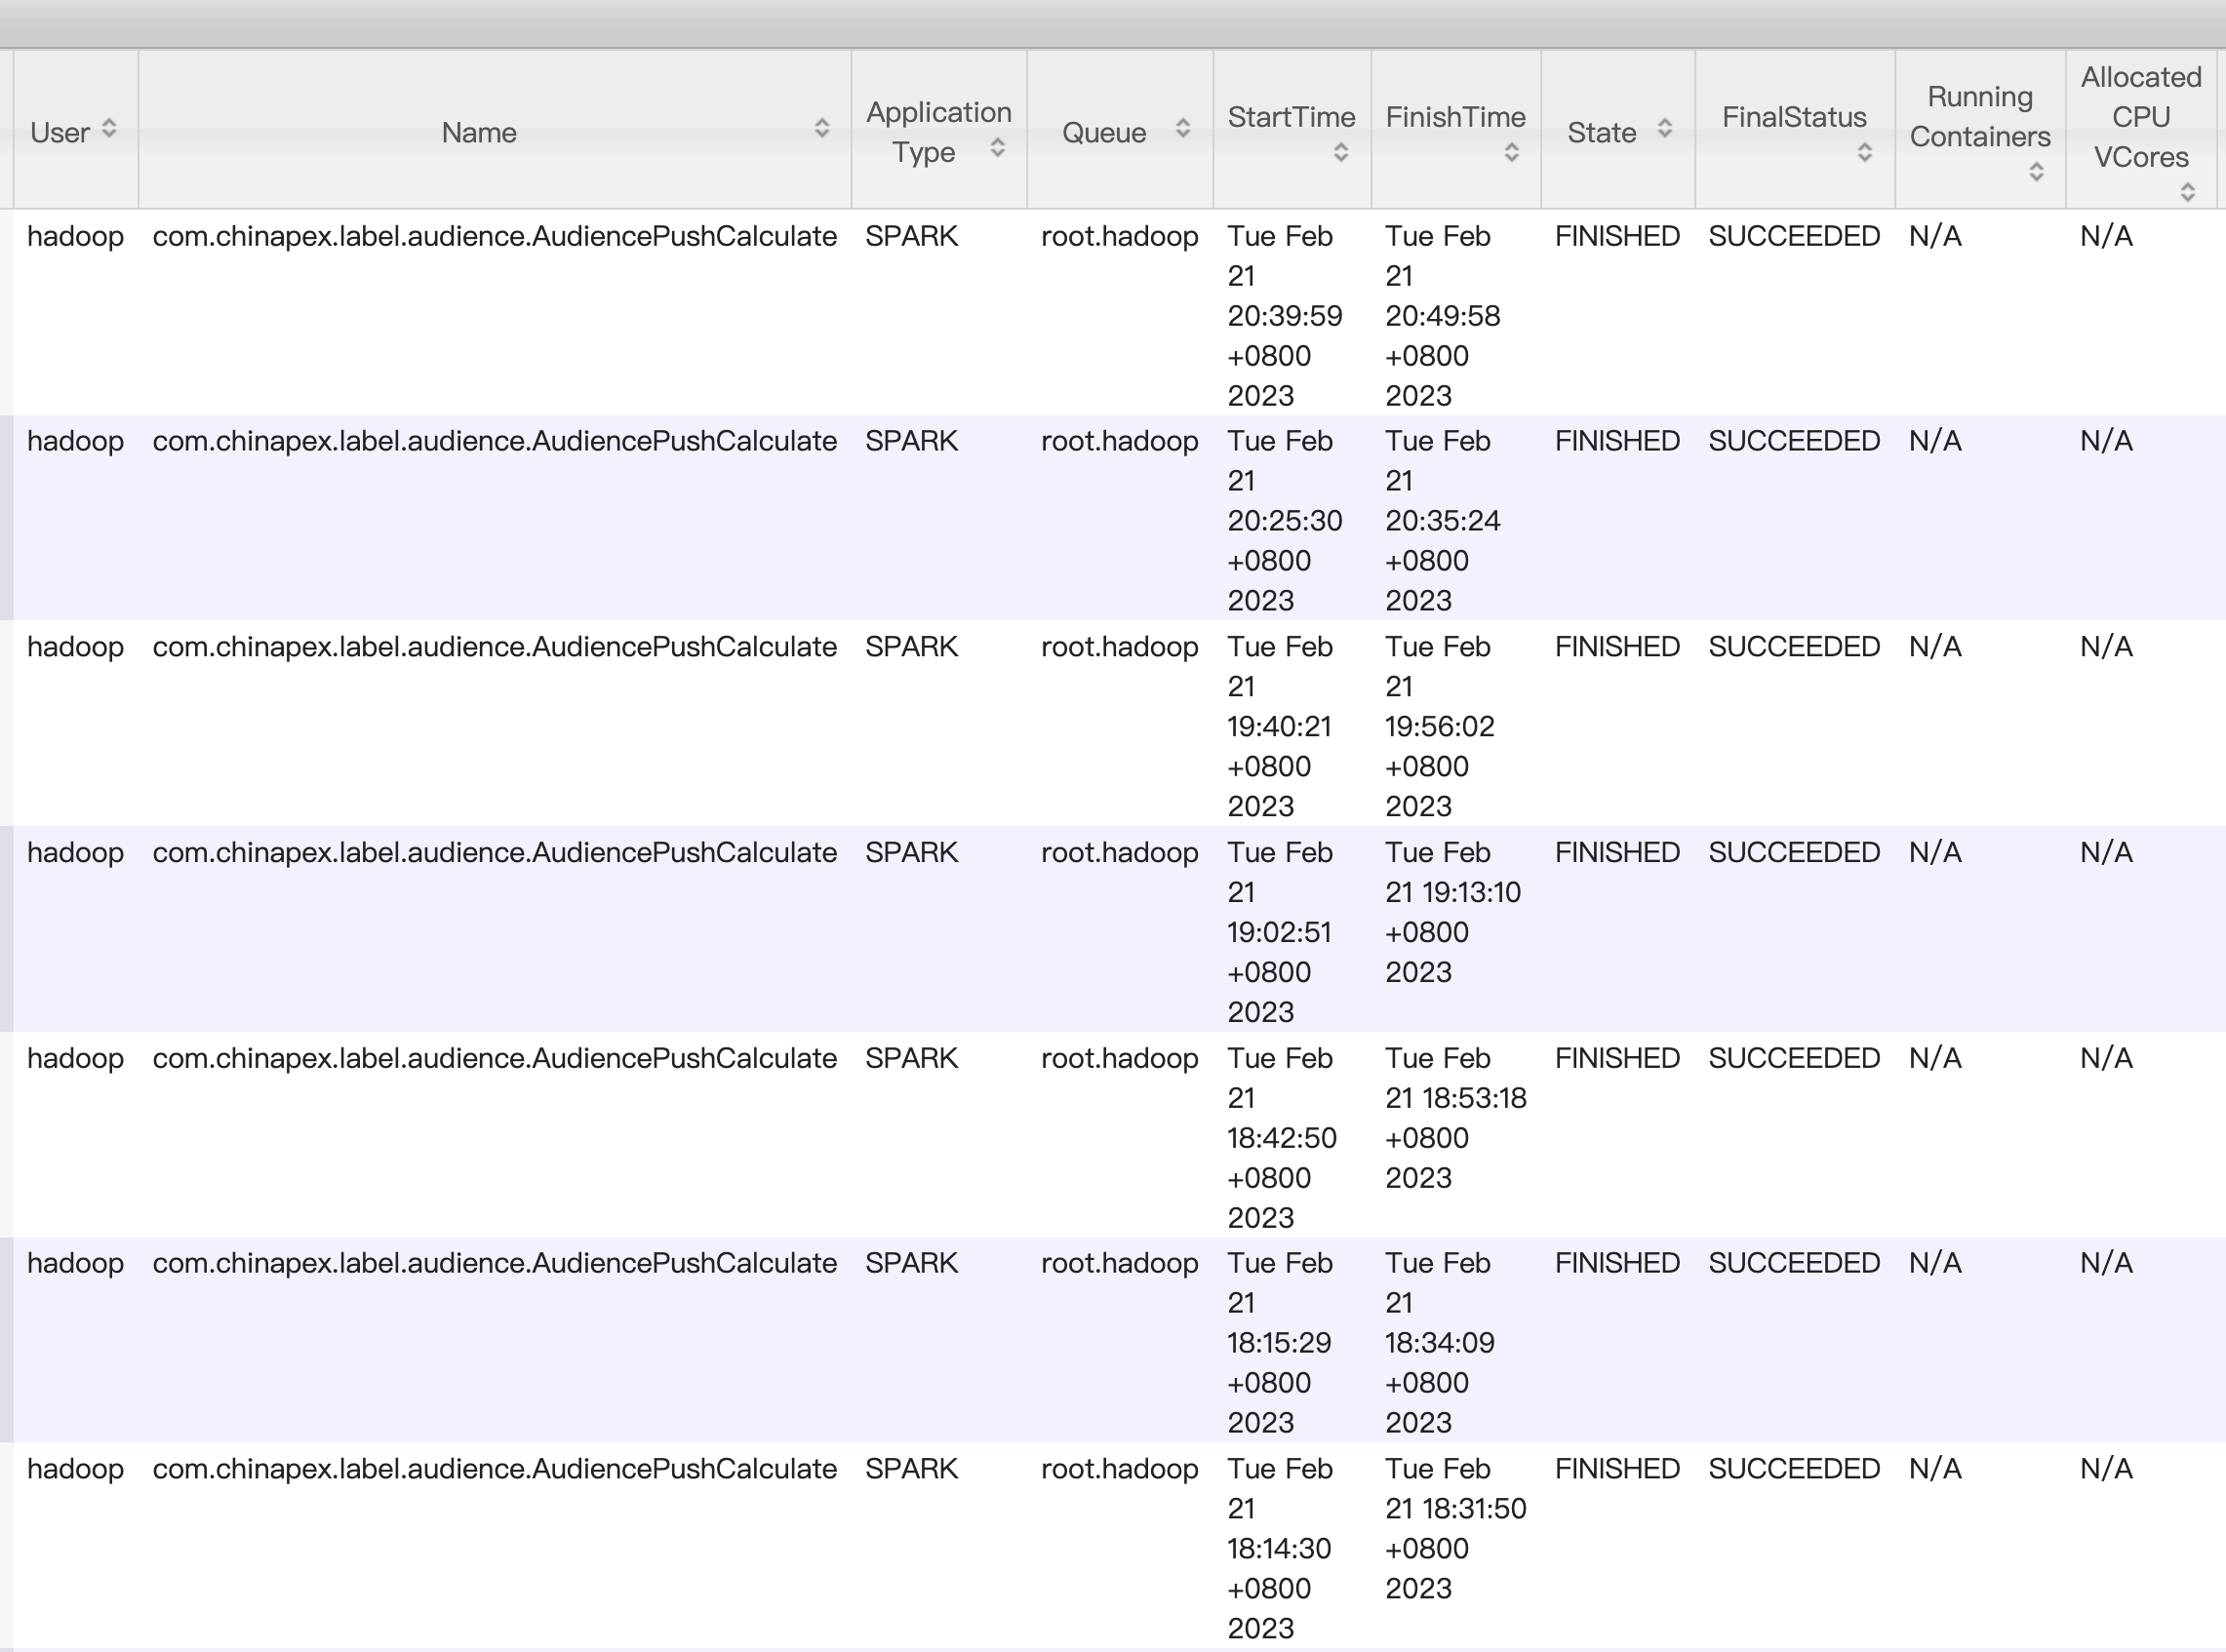 User
Name
Application
Type
Queue
StartTime
FinishTime
State
FinalStatus
Running
Containers
Allocated
CPU
VCores
hadoop
com.chinapex.label.audience.AudiencePushCalculate
SPARK
root.hadoop
Tue Feb
21
20:39:59
+0800
2023
Tue Feb
21
20:49:58
+0800
2023
FINISHED
SUCCEEDED
N/A
N/A
hadoop
com.chinapex.label.audience.AudiencePushCalculate
SPARK
root.hadoop
Tue Feb
21
20:25:30
+0800
2023
Tue Feb
21
20:35:24
+0800
2023
FINISHED
SUCCEEDED
N/A
N/A
hadoop
com.chinapex.label.audience.AudiencePushCalculate
SPARK
root.hadoop
Tue Feb
21
19:40:21
+0800
2023
Tue Feb
21
19:56:02
+0800
2023
FINISHED
SUCCEEDED
N/A
N/A
hadoop
com.chinapex.label.audience.AudiencePushCalculate
SPARK
root.hadoop
Tue Feb
21
19:02:51
+0800
2023
Tue Feb
21 19:13:10
+0800
2023
FINISHED
SUCCEEDED
N/A
N/A
hadoop
com.chinapex.label.audience.AudiencePushCalculate
SPARK
root.hadoop
Tue Feb
21
18:42:50
+0800
2023
Tue Feb
21 18:53:18
+0800
2023
FINISHED
SUCCEEDED
N/A
N/A
hadoop
com.chinapex.label.audience.AudiencePushCalculate
SPARK
root.hadoop
Tue Feb
21
18:15:29
+0800
2023
Tue Feb
21
18:34:09
+0800
2023
FINISHED
SUCCEEDED
N/A
N/A
hadoop
com.chinapex.label.audience.AudiencePushCalculate
SPARK
root.hadoop
Tue Feb
21
18:14:30
+0800
2023
Tue Feb
21 18:31:50
+0800
2023
FINISHED
SUCCEEDED
N/A
N/A